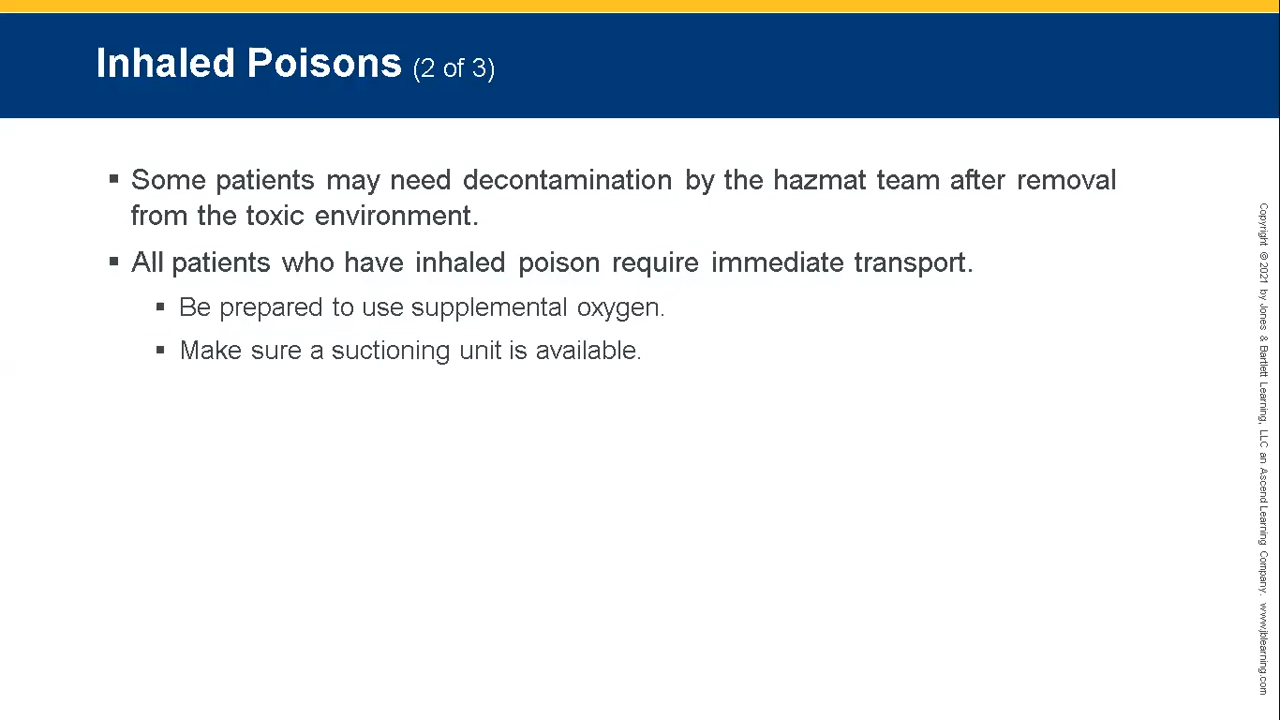 Inhaled Poisons (2 of 3)
▪ Some patients may need decontamination by the hazmat team after removal
from the toxic environment.
▪ All patients who have inhaled poison require immediate transport.
▪ Be prepared to use supplemental oxygen.
▪ Make sure a suctioning unit is available.
Copyright © 2021 by Jones & Bartlett Learning, LLC an Ascend Learning Company. www.jblearning.com